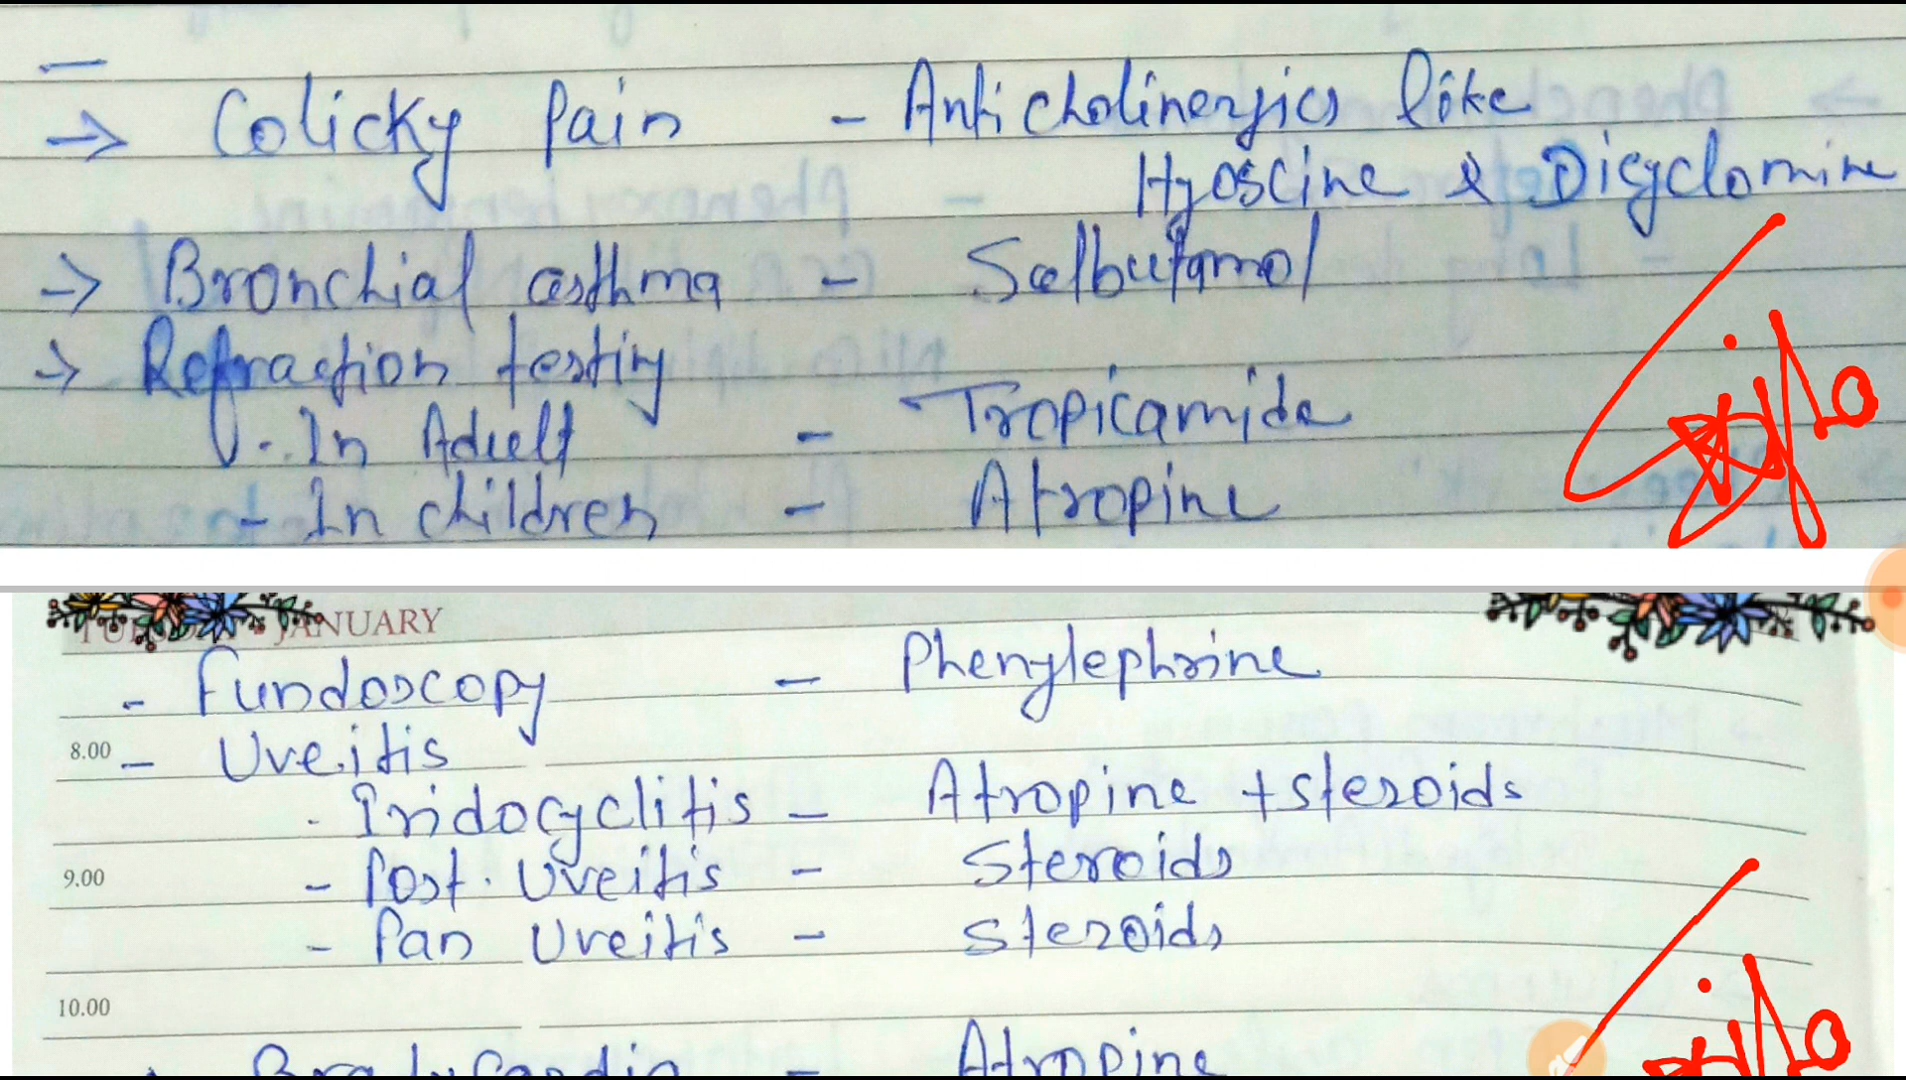 → Colicky Pain - Anticholinergics like
Hyoscine & Dicyclomine
→ Bronchial asthma - Salbutamol
→ Refraction testing
- In Adult - Tropicamide
- In children - Atropine
JANUARY
- Fundoscopy - Phenylephrine
8.00 - Uveitis
- Iridocyclitis - Atropine + steroids
9.00
- Post. Uveitis - Steroids
- Pan Uveitis - steroids
10.00
Bradycardia - Atropine